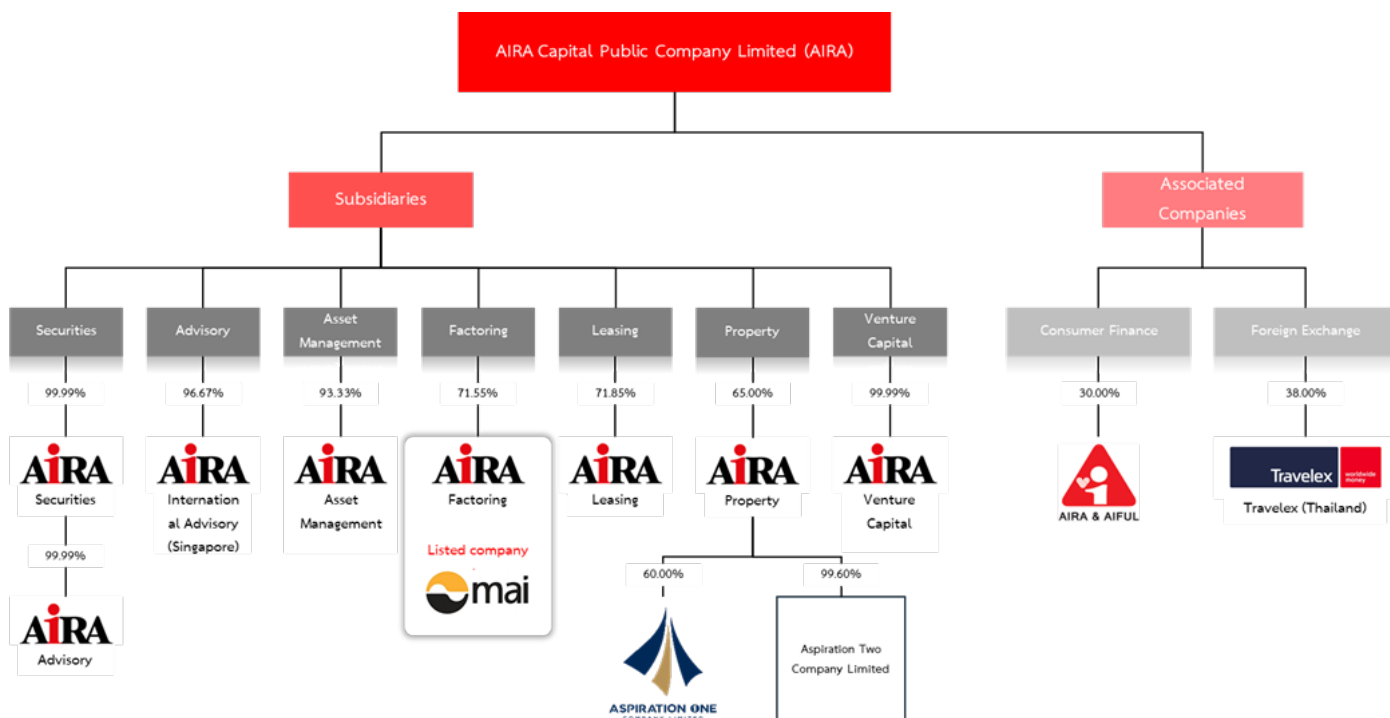 AIRA Capital Public Company Limited (AIRA)
Subsidiaries
Associated
Companies
Securities
Advisory
Asset
Management
Factoring
Leasing
Property
Venture
Capital
Consumer Finance
Foreign Exchange
99.99%
96.67%
93.33%
71.55%
71.85%
65.00%
99.99%
30.00%
38.00%
AiRA
Securities
AiRA
Internation
al Advisory
(Singapore)
AiRA
Asset
Management
AiRA
Factoring
Listed company
mai
AiRA
Leasing
AiRA
Property
AiRA
Venture
Capital
AIRA & AIFUL
Travelex
worldwide
money
Travelex (Thailand)
99.99%
AiRA
Advisory
60.00%
99.60%
ASPIRATION ONE
COMPANY LIMITED
Aspiration Two
Company Limited